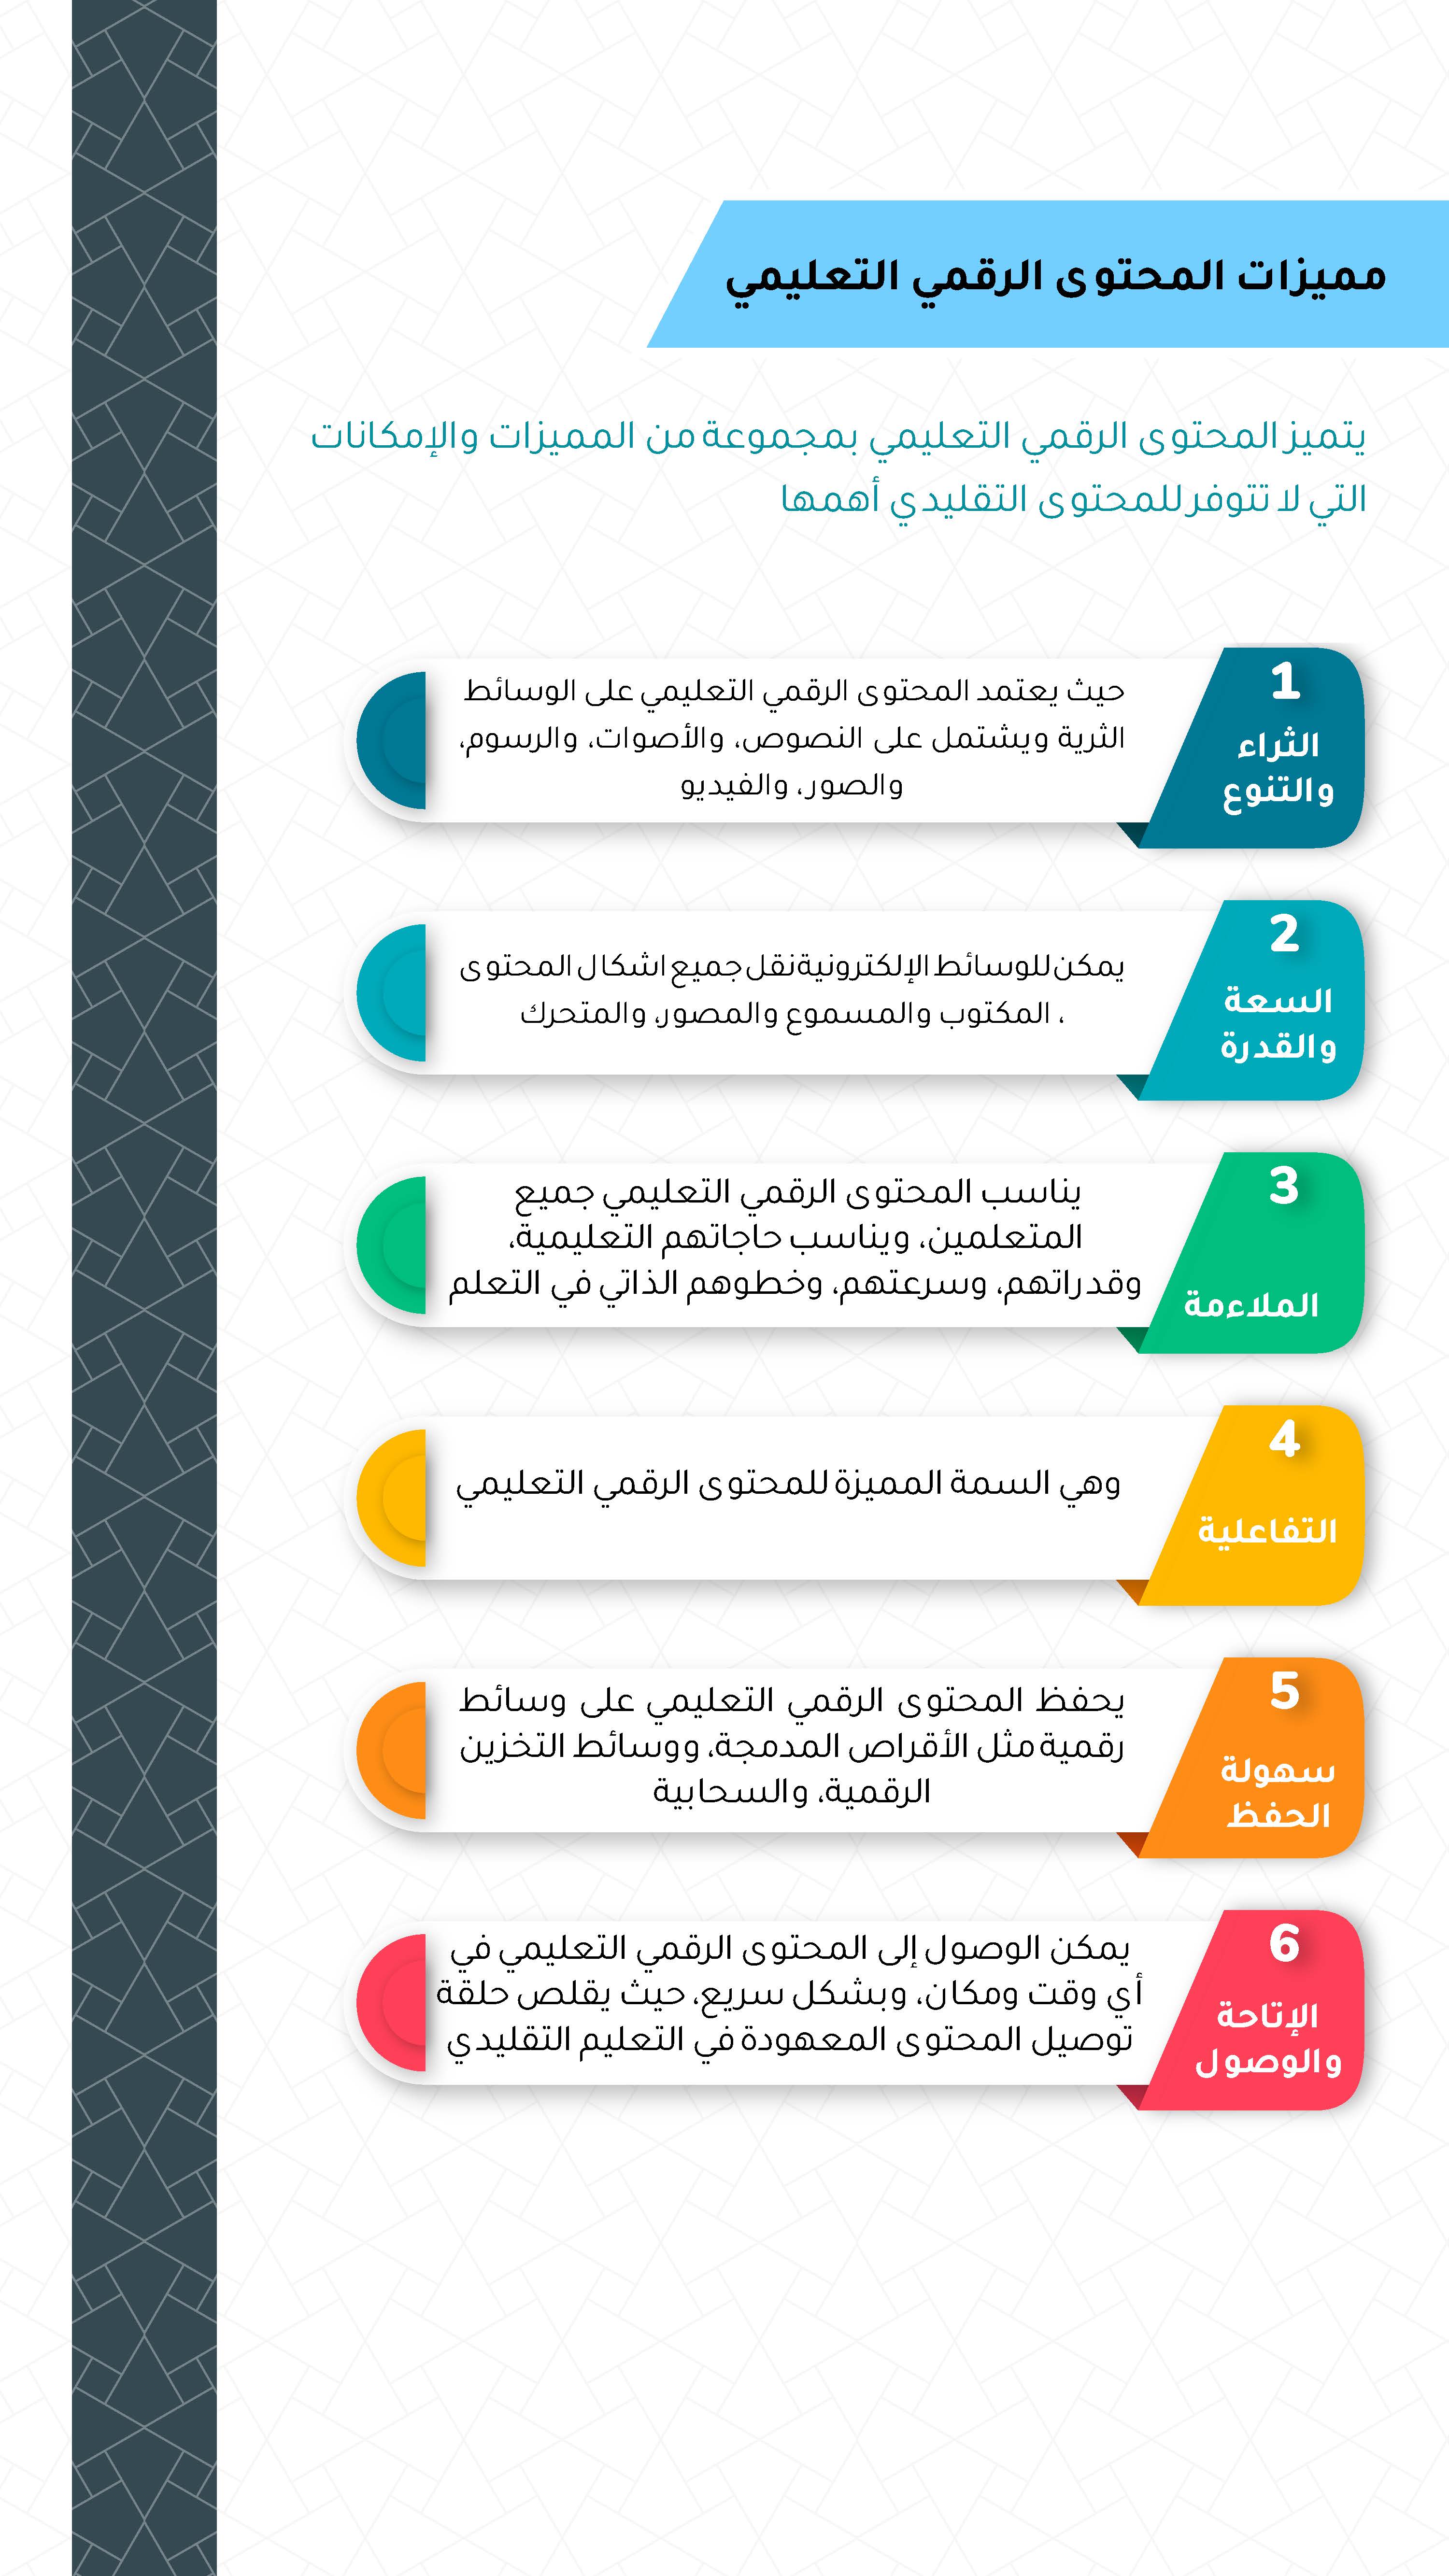 مميزات المحتوى الرقمي التعليمي
يتميز المحتوى الرقمي التعليمي بمجموعة من المميزات والإمكانات
التي لا تتوفر للمحتوى التقليدي أهمها
1
الثراء
والتنوع
حيث يعتمد المحتوى الرقمي التعليمي على الوسائط
الثرية ويشتمل على النصوص، والأصوات، والرسوم،
والصور، والفيديو
2
السعة
والقدرة
يمكن للوسائط الإلكترونية نقل جميع اشكال المحتوى
، المكتوب والمسموع والمصور، والمتحرك
3
الملاءمة
يناسب المحتوى الرقمي التعليمي جميع
المتعلمين، ويناسب حاجاتهم التعليمية،
وقدراتهم، وسرعتهم، وخطوهم الذاتي في التعلم
4
التفاعلية
وهي السمة المميزة للمحتوى الرقمي التعليمي
5
سهولة
الحفظ
يحفظ المحتوى الرقمي التعليمي على وسائط
رقمية مثل الأقراص المدمجة، ووسائط التخزين
الرقمية، والسحابية
6
الإتاحة
والوصول
يمكن الوصول إلى المحتوى الرقمي التعليمي في
أي وقت ومكان، وبشكل سريع، حيث يقلص حلقة
توصيل المحتوى المعهودة في التعليم التقليدي